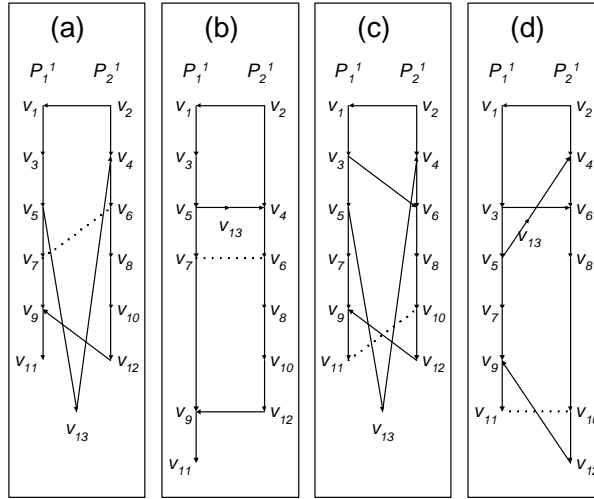 (a) (b) (c) (d)
P₁¹ P₂¹ P₁¹ P₂¹ P₁¹ P₂¹ P₁¹ P₂¹
v₁ v₂ v₁ v₂ v₁ v₂ v₁ v₂
v₃ v₄ v₃ v₃ v₄ v₄
v₅ v₆ v₅ v₄ v₅ v₆ v₃ v₆
v₁₃ v₁₃
v₇ v₈ v₇ v₆ v₇ v₈ v₅ v₈
v₉ v₁₀ v₈ v₉ v₁₀ v₇
v₁₁ v₁₂ v₁₀ v₁₁ v₁₂ v₉
v₁₃ v₉ v₁₂ v₁₃ v₁₁ v₁₀
v₁₁ v₁₂